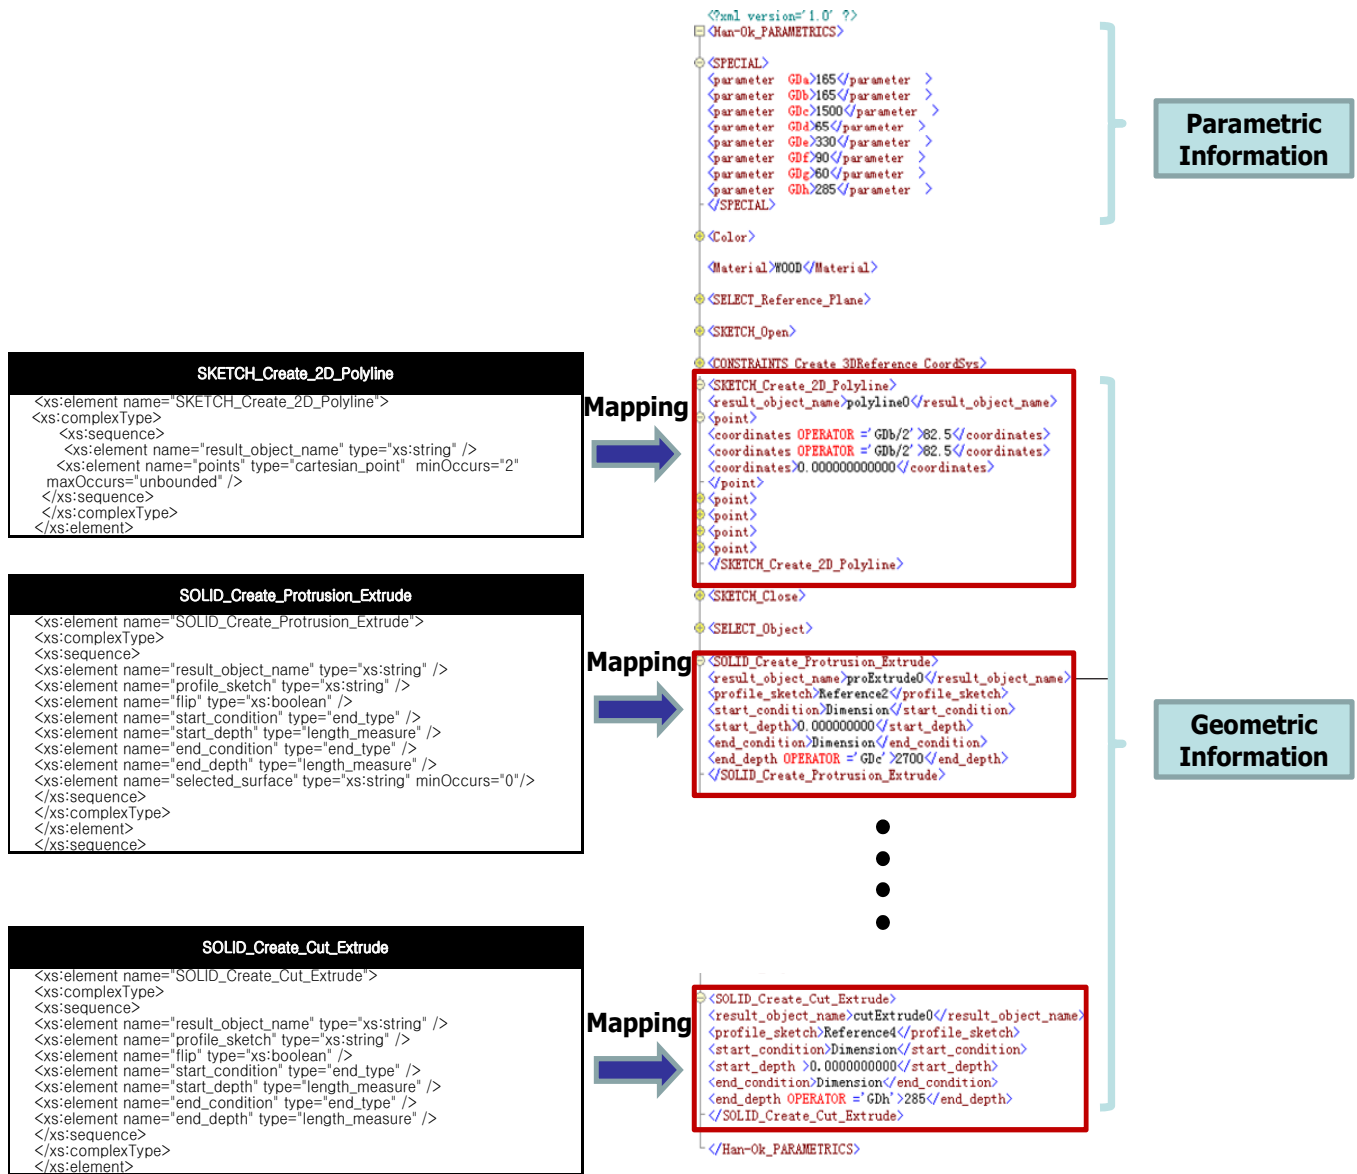 <?xml version='1.0' ?>
<Han-Ok_PARAMETRICS>
<SPECIAL>
<parameter  GDa>165</parameter  >
<parameter  GDb>165</parameter  >
<parameter  GDc>1500</parameter  >
<parameter  GDd>65</parameter  >
<parameter  GDe>330</parameter  >
<parameter  GDf>90</parameter  >
<parameter  GDg>60</parameter  >
<parameter  GDh>285</parameter  >
</SPECIAL>
<Color>
<Material>WOOD</Material>
<SELECT_Reference_Plane>
<SKETCH_Open>
<CONSTRAINTS_Create_3DReference_CoordSys>
Parametric
Information
SKETCH_Create_2D_Polyline
<xs:element name="SKETCH_Create_2D_Polyline">
<xs:complexType>
<xs:sequence>
<xs:element name="result_object_name" type="xs:string" />
<xs:element name="points" type="cartesian_point"  minOccurs="2"
maxOccurs="unbounded" />
</xs:sequence>
</xs:complexType>
</xs:element>
Mapping
<SKETCH_Create_2D_Polyline>
<result_object_name>polyline0</result_object_name>
<point>
<coordinates OPERATOR ='GDb/2' >82.5</coordinates>
<coordinates OPERATOR ='GDb/2' >82.5</coordinates>
<coordinates>0.000000000000</coordinates>
</point>
<point>
<point>
<point>
<point>
</SKETCH_Create_2D_Polyline>
<SKETCH_Close>
<SELECT_Object>
SOLID_Create_Protrusion_Extrude
<xs:element name="SOLID_Create_Protrusion_Extrude">
<xs:complexType>
<xs:sequence>
<xs:element name="result_object_name" type="xs:string" />
<xs:element name="profile_sketch" type="xs:string" />
<xs:element name="flip" type="xs:boolean" />
<xs:element name="start_condition" type="end_type" />
<xs:element name="start_depth" type="length_measure" />
<xs:element name="end_condition" type="end_type" />
<xs:element name="end_depth" type="length_measure" />
<xs:element name="selected_surface" type="xs:string" minOccurs="0"/>
</xs:sequence>
</xs:complexType>
</xs:element>
</xs:sequence>
Mapping
<SOLID_Create_Protrusion_Extrude>
<result_object_name>proExtrude0</result_object_name>
<profile_sketch>Reference2</profile_sketch>
<start_condition>Dimension</start_condition>
<start_depth>0.000000000</start_depth>
<end_condition>Dimension</end_condition>
<end_depth OPERATOR ='GDc' >2700</end_depth>
</SOLID_Create_Protrusion_Extrude>
Geometric
Information
SOLID_Create_Cut_Extrude
<xs:element name="SOLID_Create_Cut_Extrude">
<xs:complexType>
<xs:sequence>
<xs:element name="result_object_name" type="xs:string" />
<xs:element name="profile_sketch" type="xs:string" />
<xs:element name="flip" type="xs:boolean" />
<xs:element name="start_condition" type="end_type" />
<xs:element name="start_depth" type="length_measure" />
<xs:element name="end_condition" type="end_type" />
<xs:element name="end_depth" type="length_measure" />
</xs:sequence>
</xs:complexType>
</xs:element>
Mapping
<SOLID_Create_Cut_Extrude>
<result_object_name>cutExtrude0</result_object_name>
<profile_sketch>Reference4</profile_sketch>
<start_condition>Dimension</start_condition>
<start_depth >0.0000000000</start_depth>
<end_condition>Dimension</end_condition>
<end_depth OPERATOR ='GDh' >285</end_depth>
</SOLID_Create_Cut_Extrude>
</Han-Ok_PARAMETRICS>